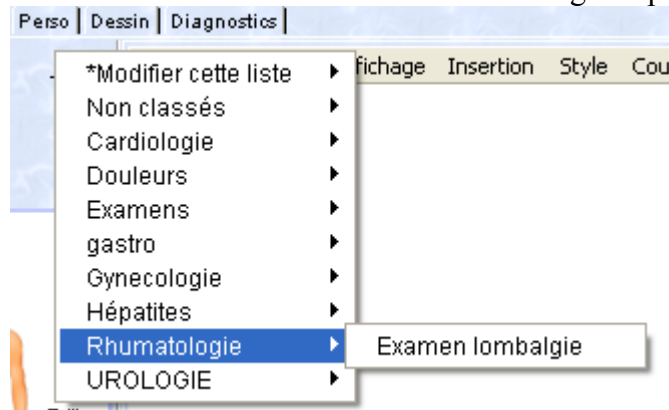 Perso Dessin Diagnostics
fichage Insertion Style Cou
*Modifier cette liste
Non classés
Cardiologie
Douleurs
Examens
gastro
Gynecologie
Hépatites
Rhumatologie Examen lombalgie
UROLOGIE